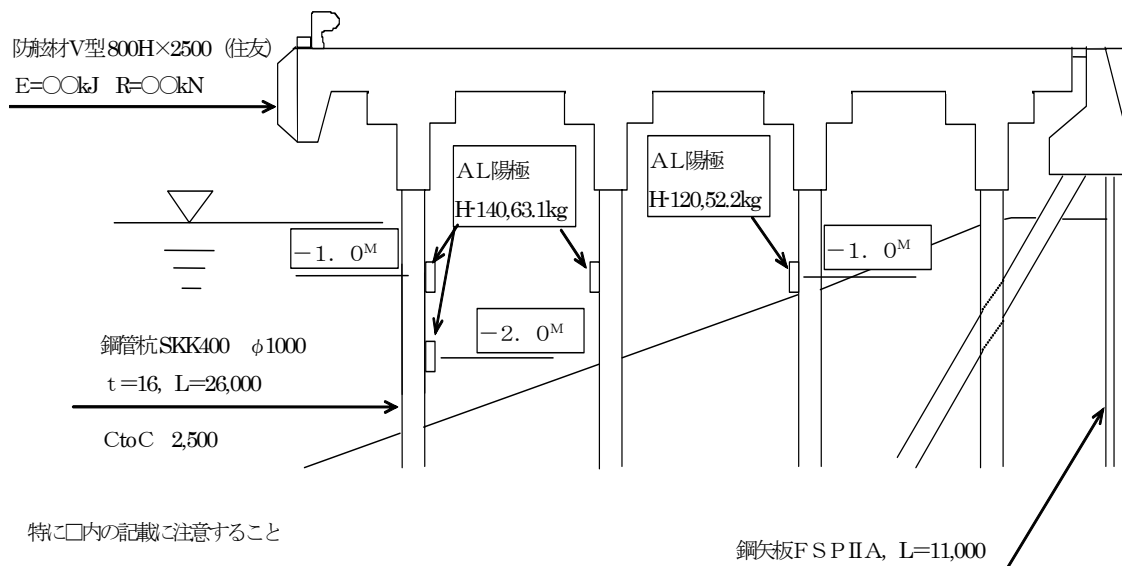 防舷材V型800H×2500 (住友)
E=〇〇kJ R=〇〇kN
AL陽極
H-140,63.1kg
AL陽極
H-120,52.2kg
-1. 0ᴹ
-1. 0ᴹ
-2. 0ᴹ
鋼管杭SKK400 φ1000
t=16, L=26,000
CtoC 2,500
特に□内の記載に注意すること
鋼矢板FSPⅡA, L=11,000